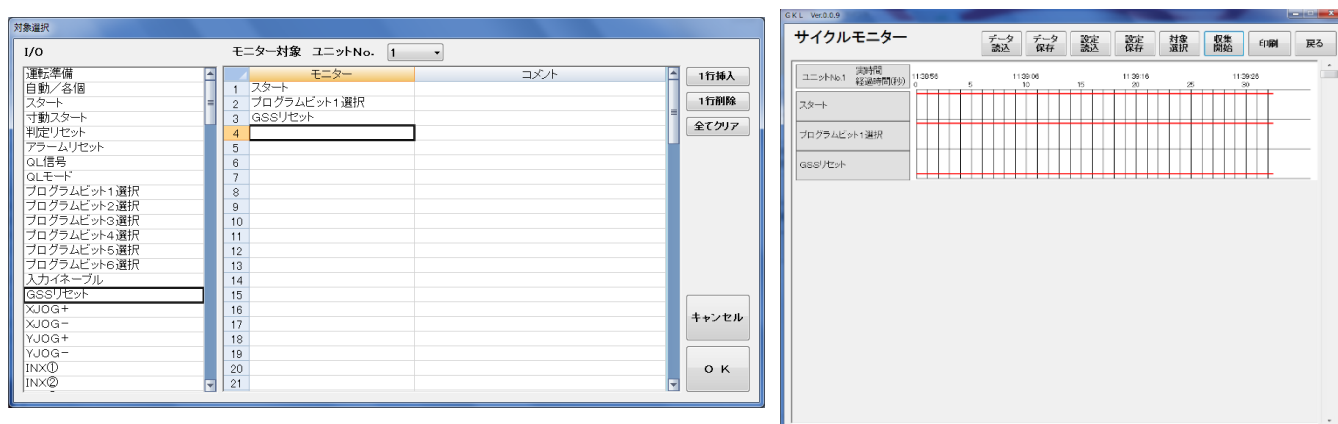 対象選択
I/O
モニター対象 ユニットNo. 1
運転準備
自動／各個
スタート
寸動スタート
判定リセット
アラームリセット
QL信号
QLモード
プログラムビット1選択
プログラムビット2選択
プログラムビット3選択
プログラムビット4選択
プログラムビット5選択
プログラムビット6選択
入力イネーブル
GSSリセット
XJOG+
XJOG-
YJOG+
YJOG-
INX①
INX②
モニター コメント
1 スタート
2 プログラムビット1選択
3 GSSリセット
4
5
6
7
8
9
10
11
12
13
14
15
16
17
18
19
20
21
1行挿入
1行削除
全てクリア
キャンセル
OK
GKL Ver.0.0.9
サイクルモニター
データ読込
データ保存
設定読込
設定保存
対象選択
収集開始
印刷
戻る
ユニットNo.1 実時間 11:38:56 11:39:06 11:39:16 11:39:26
経過時間(秒) 0 5 10 15 20 25 30
スタート
プログラムビット1選択
GSSリセット